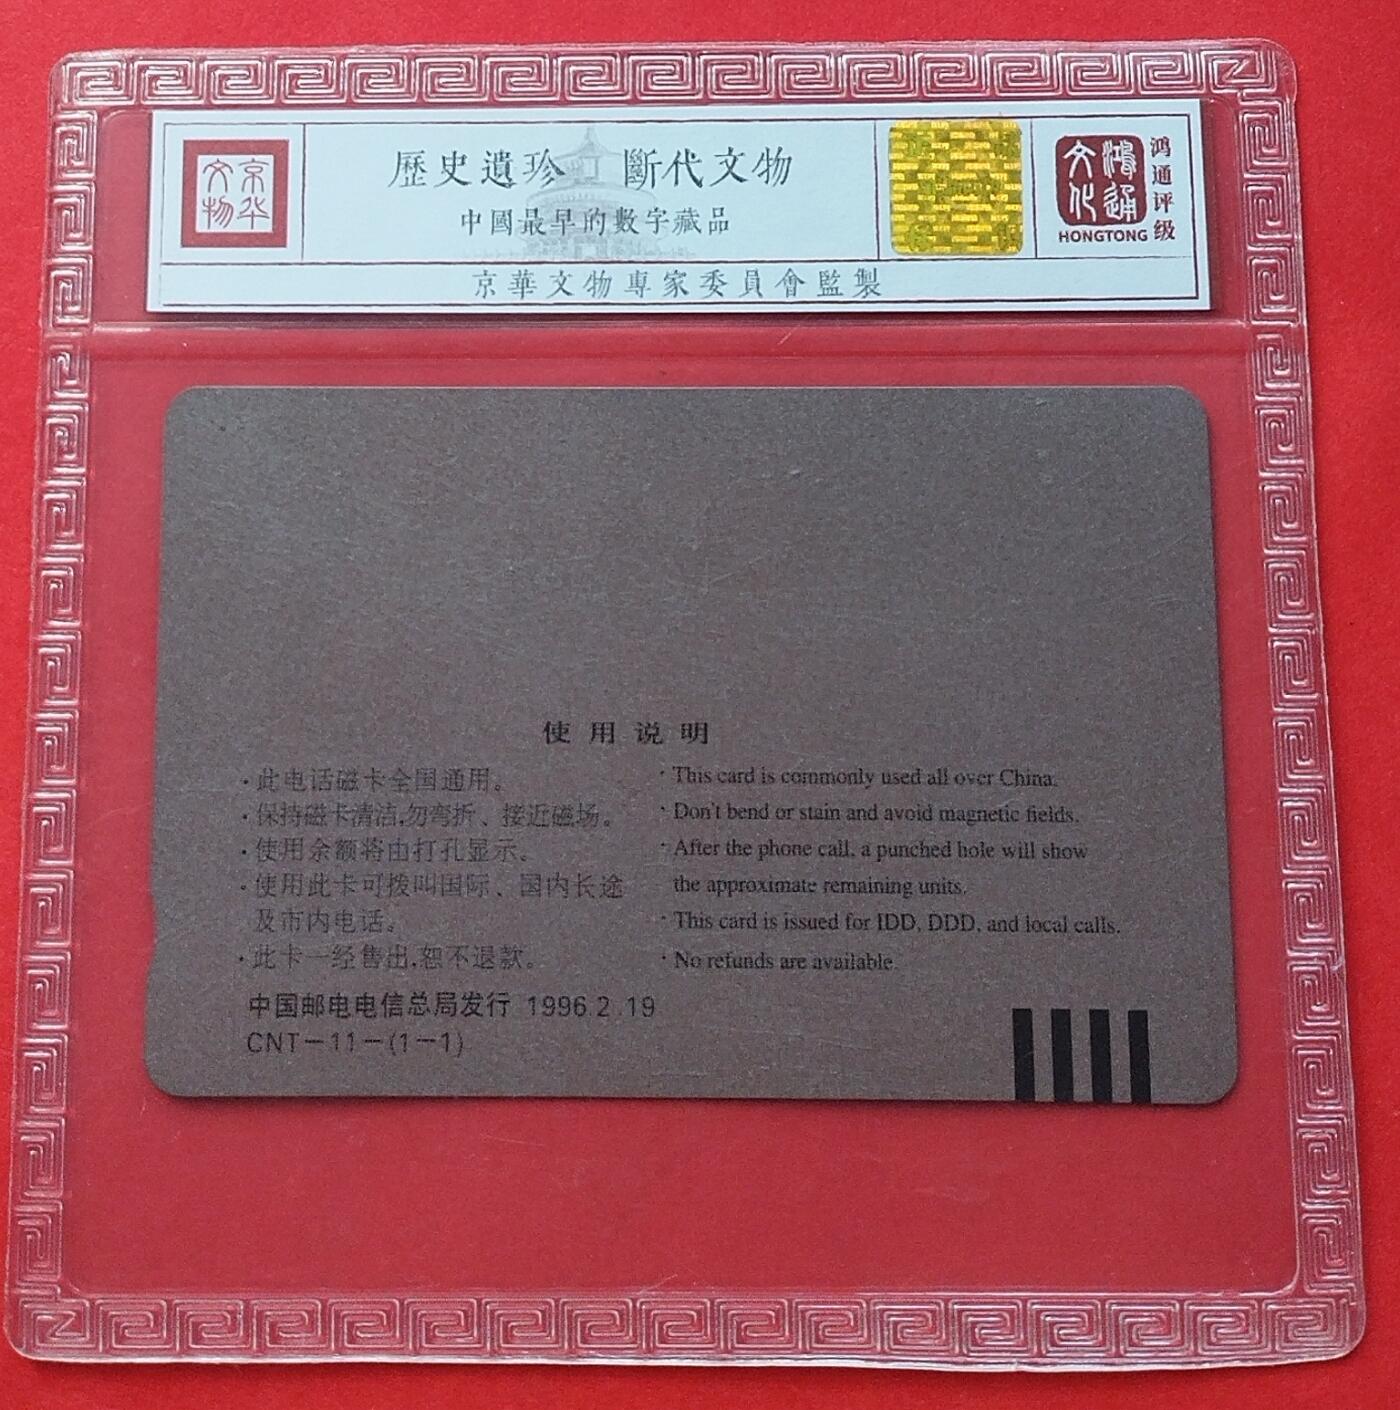 京华
文物
歷史遺珍 斷代文物
中國最早的數字藏品
京華文物專家委員會監製
鴻通
文化
HONGTONG
鸿通评级
使用说明
·此电话磁卡全国通用。
·保持磁卡清洁,勿弯折、接近磁场。
·使用余额将由打孔显示。
·使用此卡可拨叫国际、国内长途
及市内电话。
·此卡一经售出,恕不退款。
· This card is commonly used all over China.
· Don't bend or stain and avoid magnetic fields.
· After the phone call, a punched hole will show
the approximate remaining units.
· This card is issued for IDD, DDD, and local calls.
· No refunds are available.
中国邮电电信总局发行 1996.2.19
CNT-11-(1-1)